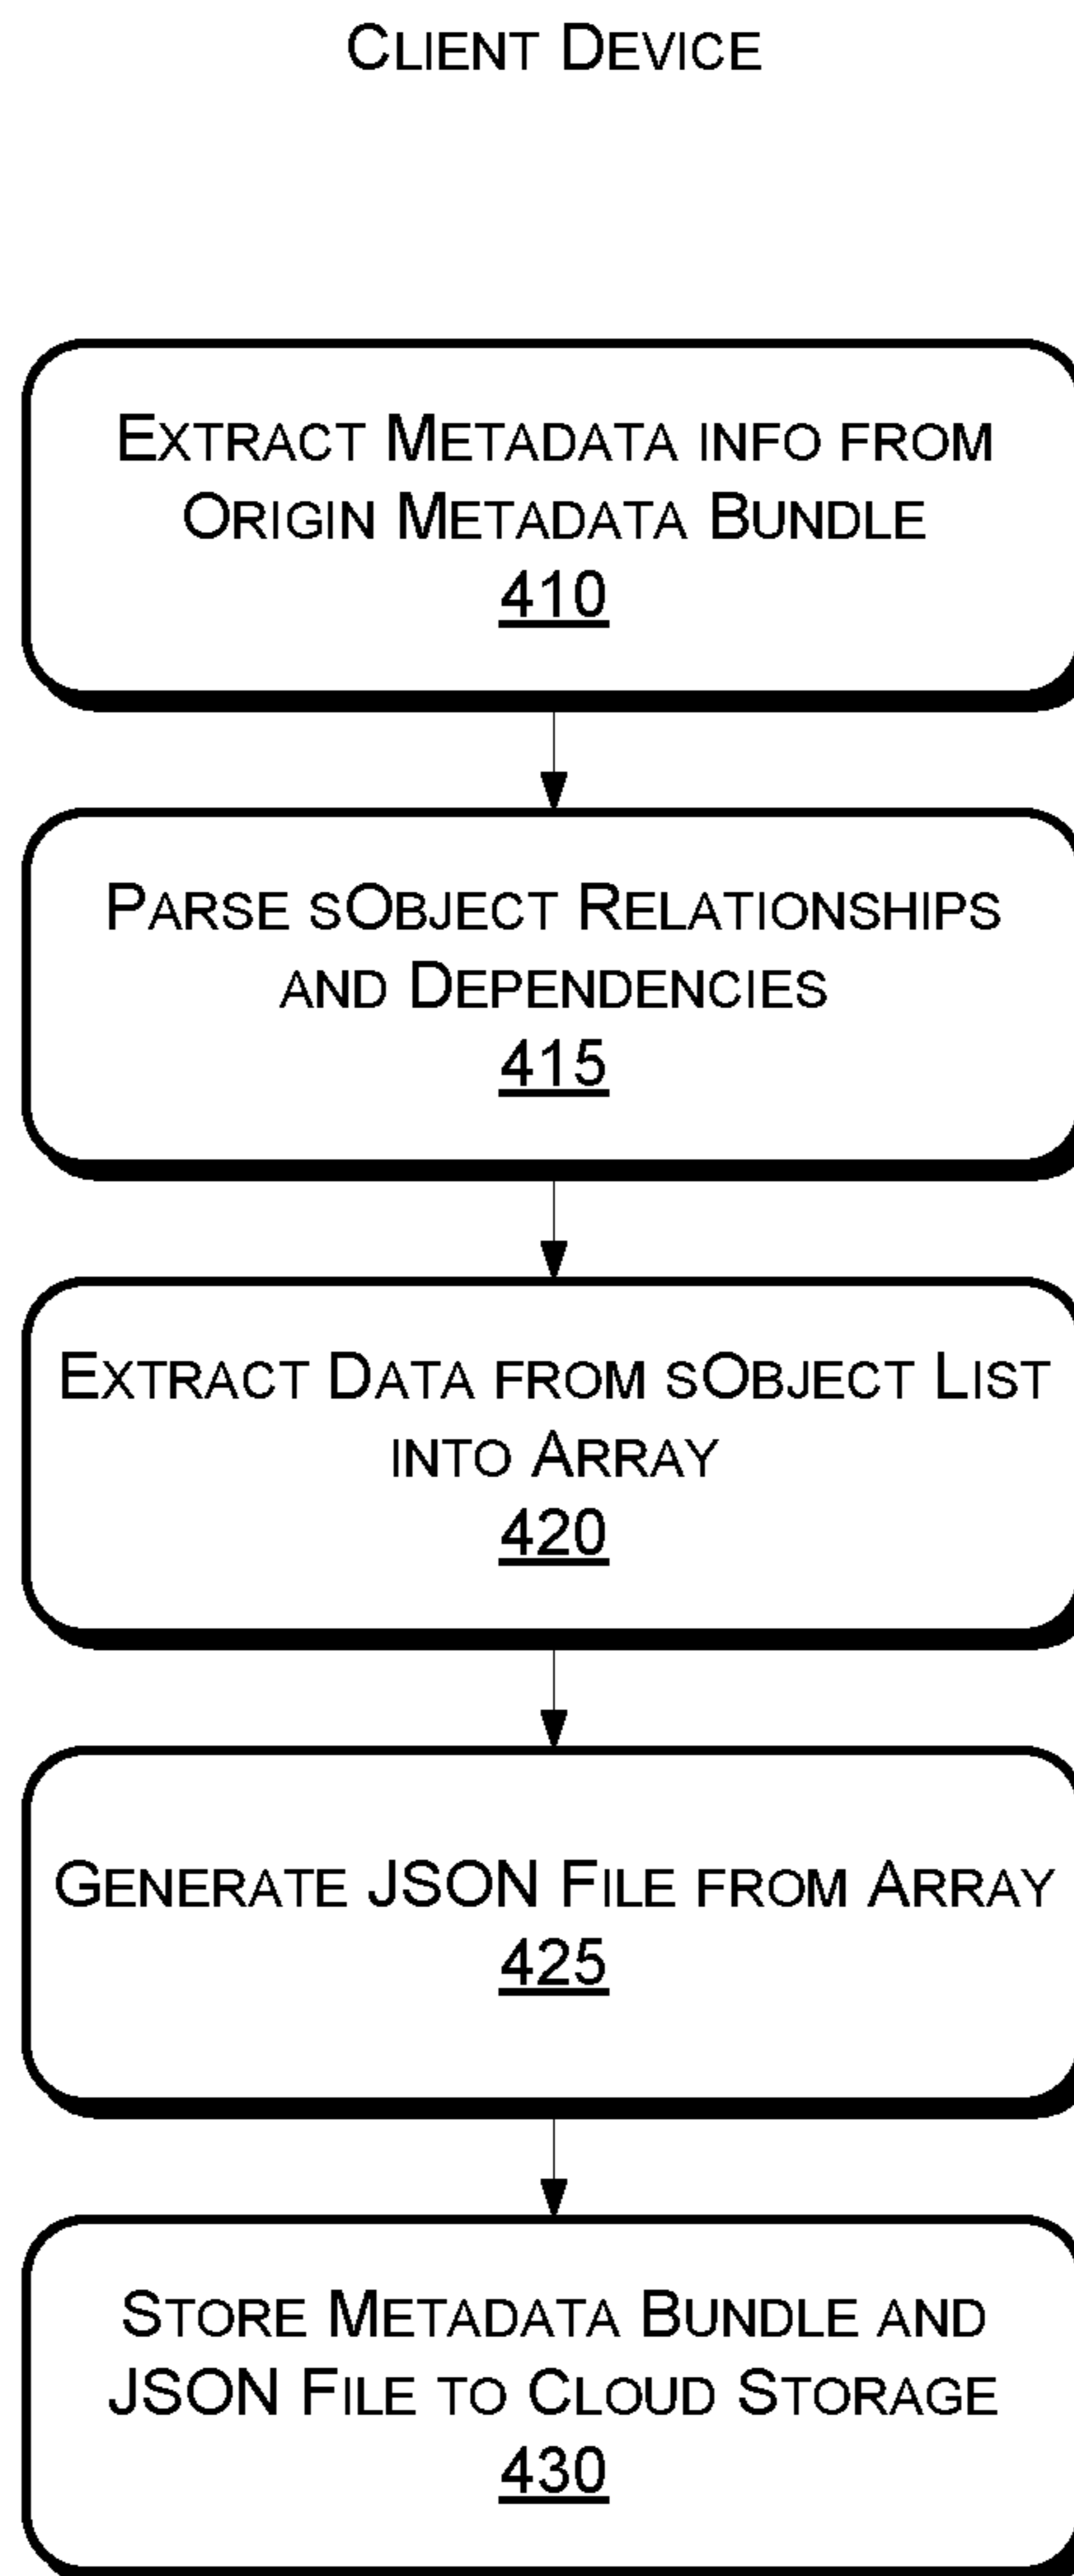 CLIENT DEVICE
EXTRACT METADATA INFO FROM
ORIGIN METADATA BUNDLE
410
PARSE SOBJECT RELATIONSHIPS
AND DEPENDENCIES
415
EXTRACT DATA FROM SOBJECT LIST
INTO ARRAY
420
GENERATE JSON FILE FROM ARRAY
425
STORE METADATA BUNDLE AND
JSON FILE TO CLOUD STORAGE
430